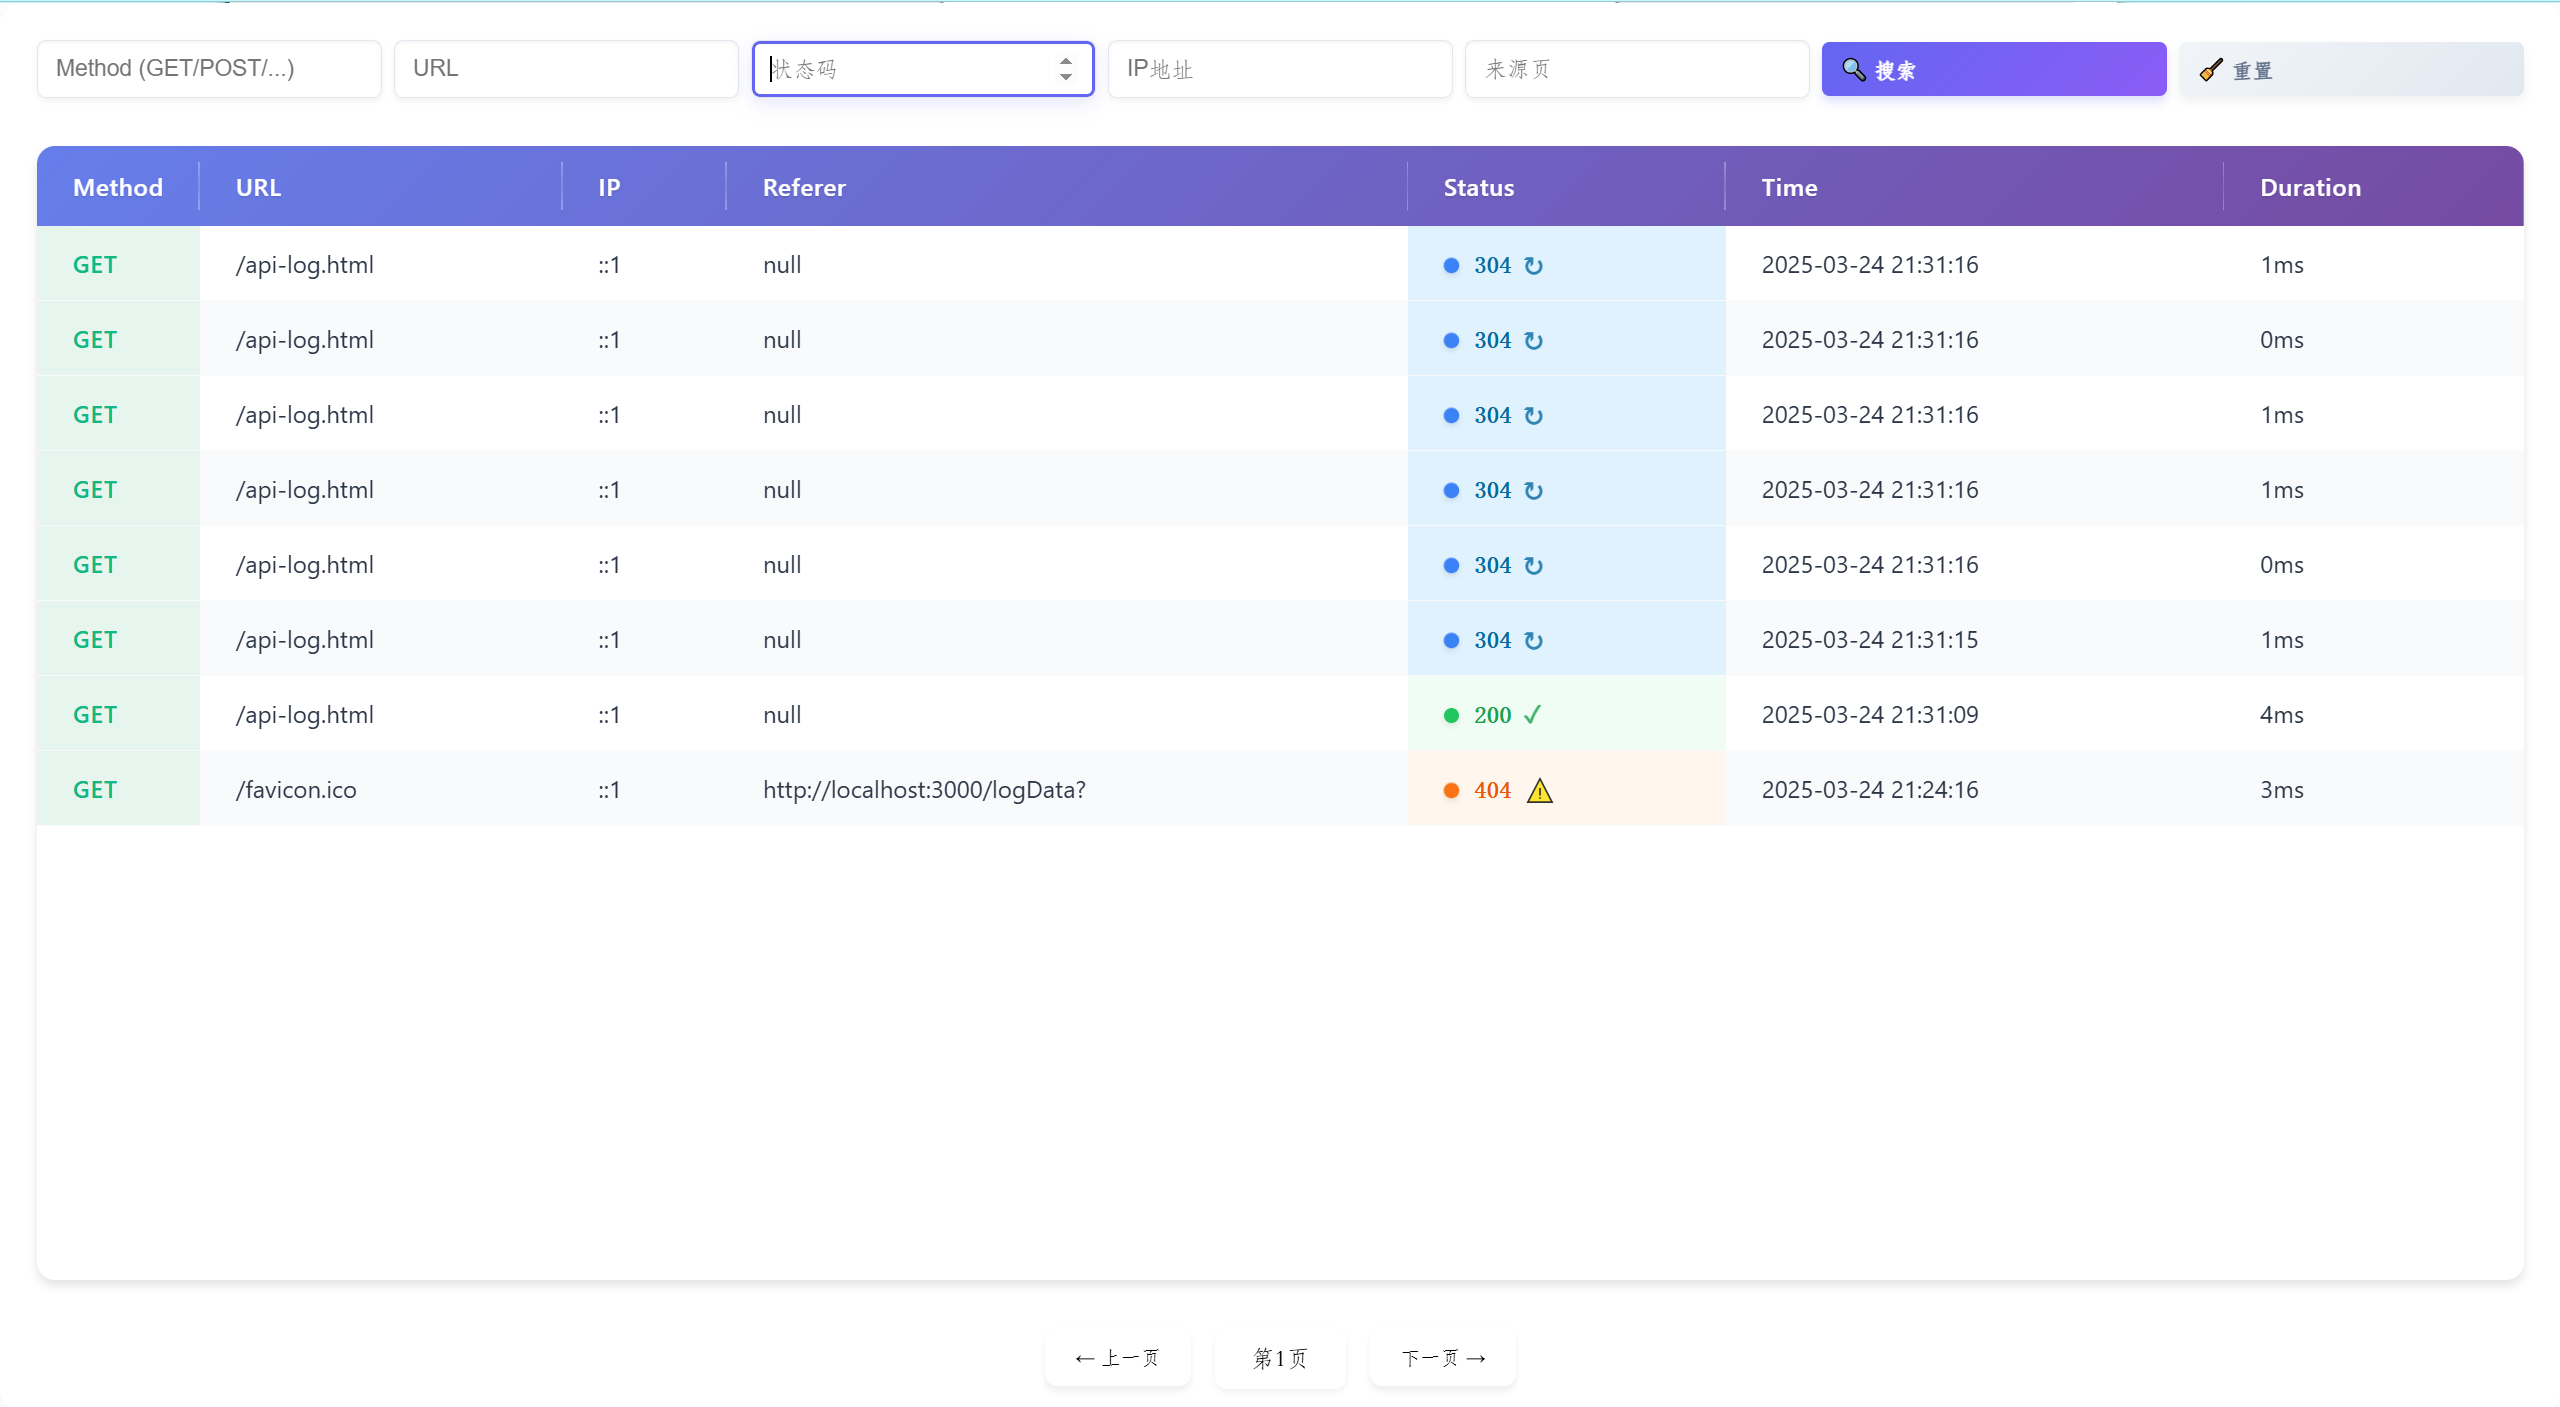 Method (GET/POST/...) URL 状态码 IP地址 来源页 🔍 搜索 🧹 重置
Method URL IP Referer Status Time Duration
GET /api-log.html ::1 null 304 ↻ 2025-03-24 21:31:16 1ms
GET /api-log.html ::1 null 304 ↻ 2025-03-24 21:31:16 0ms
GET /api-log.html ::1 null 304 ↻ 2025-03-24 21:31:16 1ms
GET /api-log.html ::1 null 304 ↻ 2025-03-24 21:31:16 1ms
GET /api-log.html ::1 null 304 ↻ 2025-03-24 21:31:16 0ms
GET /api-log.html ::1 null 304 ↻ 2025-03-24 21:31:15 1ms
GET /api-log.html ::1 null 200 ✓ 2025-03-24 21:31:09 4ms
GET /favicon.ico ::1 http://localhost:3000/logData? 404 ⚠ 2025-03-24 21:24:16 3ms
← 上一页 第1页 下一页 →